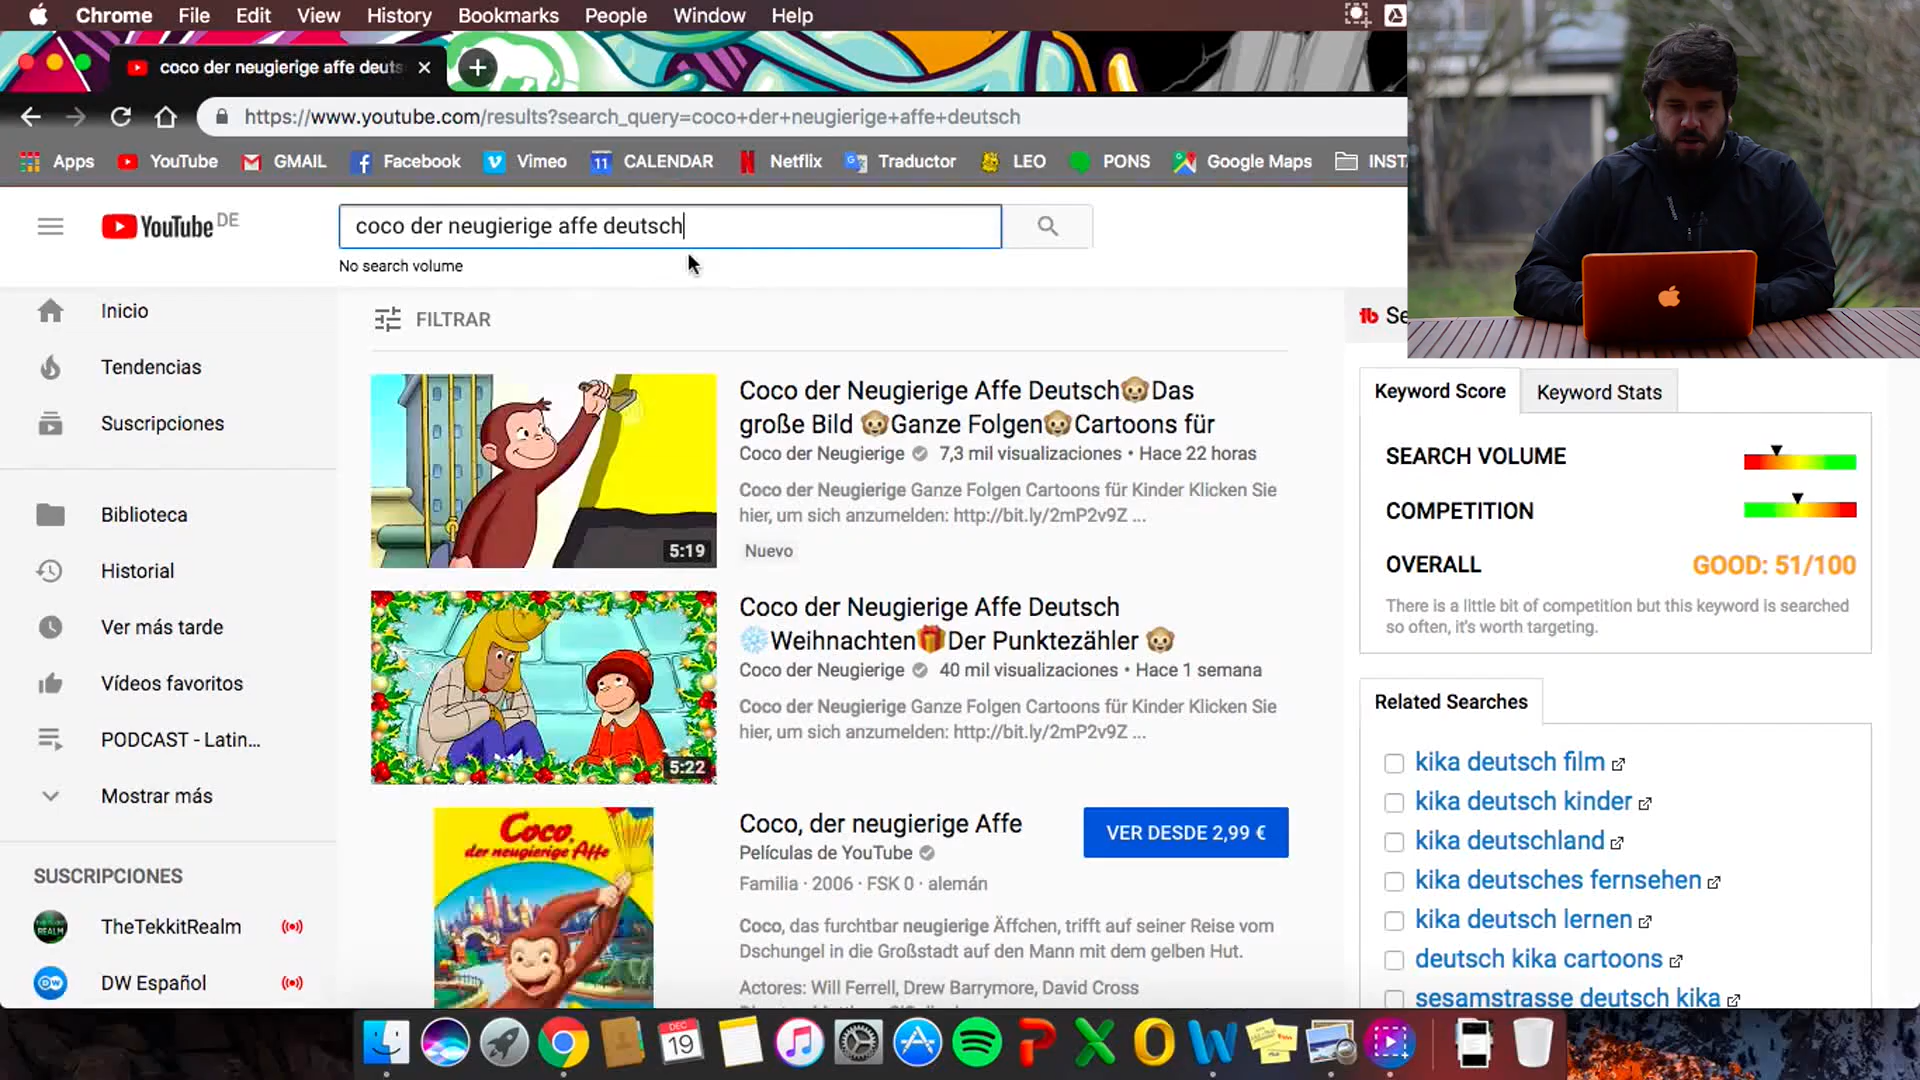 Chrome File Edit View History Bookmarks People Window Help
coco der neugierige affe deuts
https://www.youtube.com/results?search_query=coco+der+neugierige+affe+deutsch
Apps YouTube GMAIL Facebook Vimeo 11 CALENDAR Netflix Traductor LEO PONS Google Maps INST
YouTube DE
coco der neugierige affe deutsch
No search volume
Inicio
Tendencias
Suscripciones
Biblioteca
Historial
Ver más tarde
Vídeos favoritos
PODCAST - Latin...
Mostrar más
SUSCRIPCIONES
TheTekkitRealm
DW Español
FILTRAR
5:19
Coco der Neugierige Affe Deutsch🐵Das
große Bild 🐵Ganze Folgen🐵Cartoons für
Coco der Neugierige 7,3 mil visualizaciones • Hace 22 horas
Coco der Neugierige Ganze Folgen Cartoons für Kinder Klicken Sie
hier, um sich anzumelden: http://bit.ly/2mP2v9Z ...
Nuevo
5:22
Coco der Neugierige Affe Deutsch
❄️Weihnachten🎁Der Punktezähler 🐵
Coco der Neugierige 40 mil visualizaciones • Hace 1 semana
Coco der Neugierige Ganze Folgen Cartoons für Kinder Klicken Sie
hier, um sich anzumelden: http://bit.ly/2mP2v9Z ...
Coco,
der neugierige Affe
Coco, der neugierige Affe
Películas de YouTube
Familia · 2006 · FSK 0 · alemán
VER DESDE 2,99 €
Coco, das furchtbar neugierige Äffchen, trifft auf seiner Reise vom
Dschungel in die Großstadt auf den Mann mit dem gelben Hut.
Actores: Will Ferrell, Drew Barrymore, David Cross
Se
Keyword Score Keyword Stats
SEARCH VOLUME
COMPETITION
OVERALL GOOD: 51/100
There is a little bit of competition but this keyword is searched
so often, it's worth targeting.
Related Searches
kika deutsch film
kika deutsch kinder
kika deutschland
kika deutsches fernsehen
kika deutsch lernen
deutsch kika cartoons
sesamstrasse deutsch kika
DEC
19